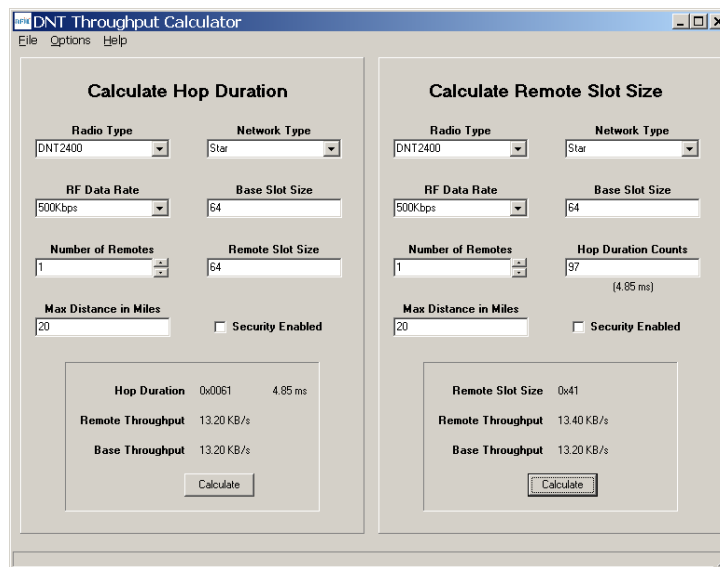 RFM DNT Throughput Calculator
File Options Help
Calculate Hop Duration
Radio Type Network Type
DNT2400 Star
RF Data Rate Base Slot Size
500Kbps 64
Number of Remotes Remote Slot Size
1 64
Max Distance in Miles
20 Security Enabled
Hop Duration 0x0061 4.85 ms
Remote Throughput 13.20 KB/s
Base Throughput 13.20 KB/s
Calculate
Calculate Remote Slot Size
Radio Type Network Type
DNT2400 Star
RF Data Rate Base Slot Size
500Kbps 64
Number of Remotes Hop Duration Counts
1 97
(4.85 ms)
Max Distance in Miles
20 Security Enabled
Remote Slot Size 0x41
Remote Throughput 13.40 KB/s
Base Throughput 13.20 KB/s
Calculate